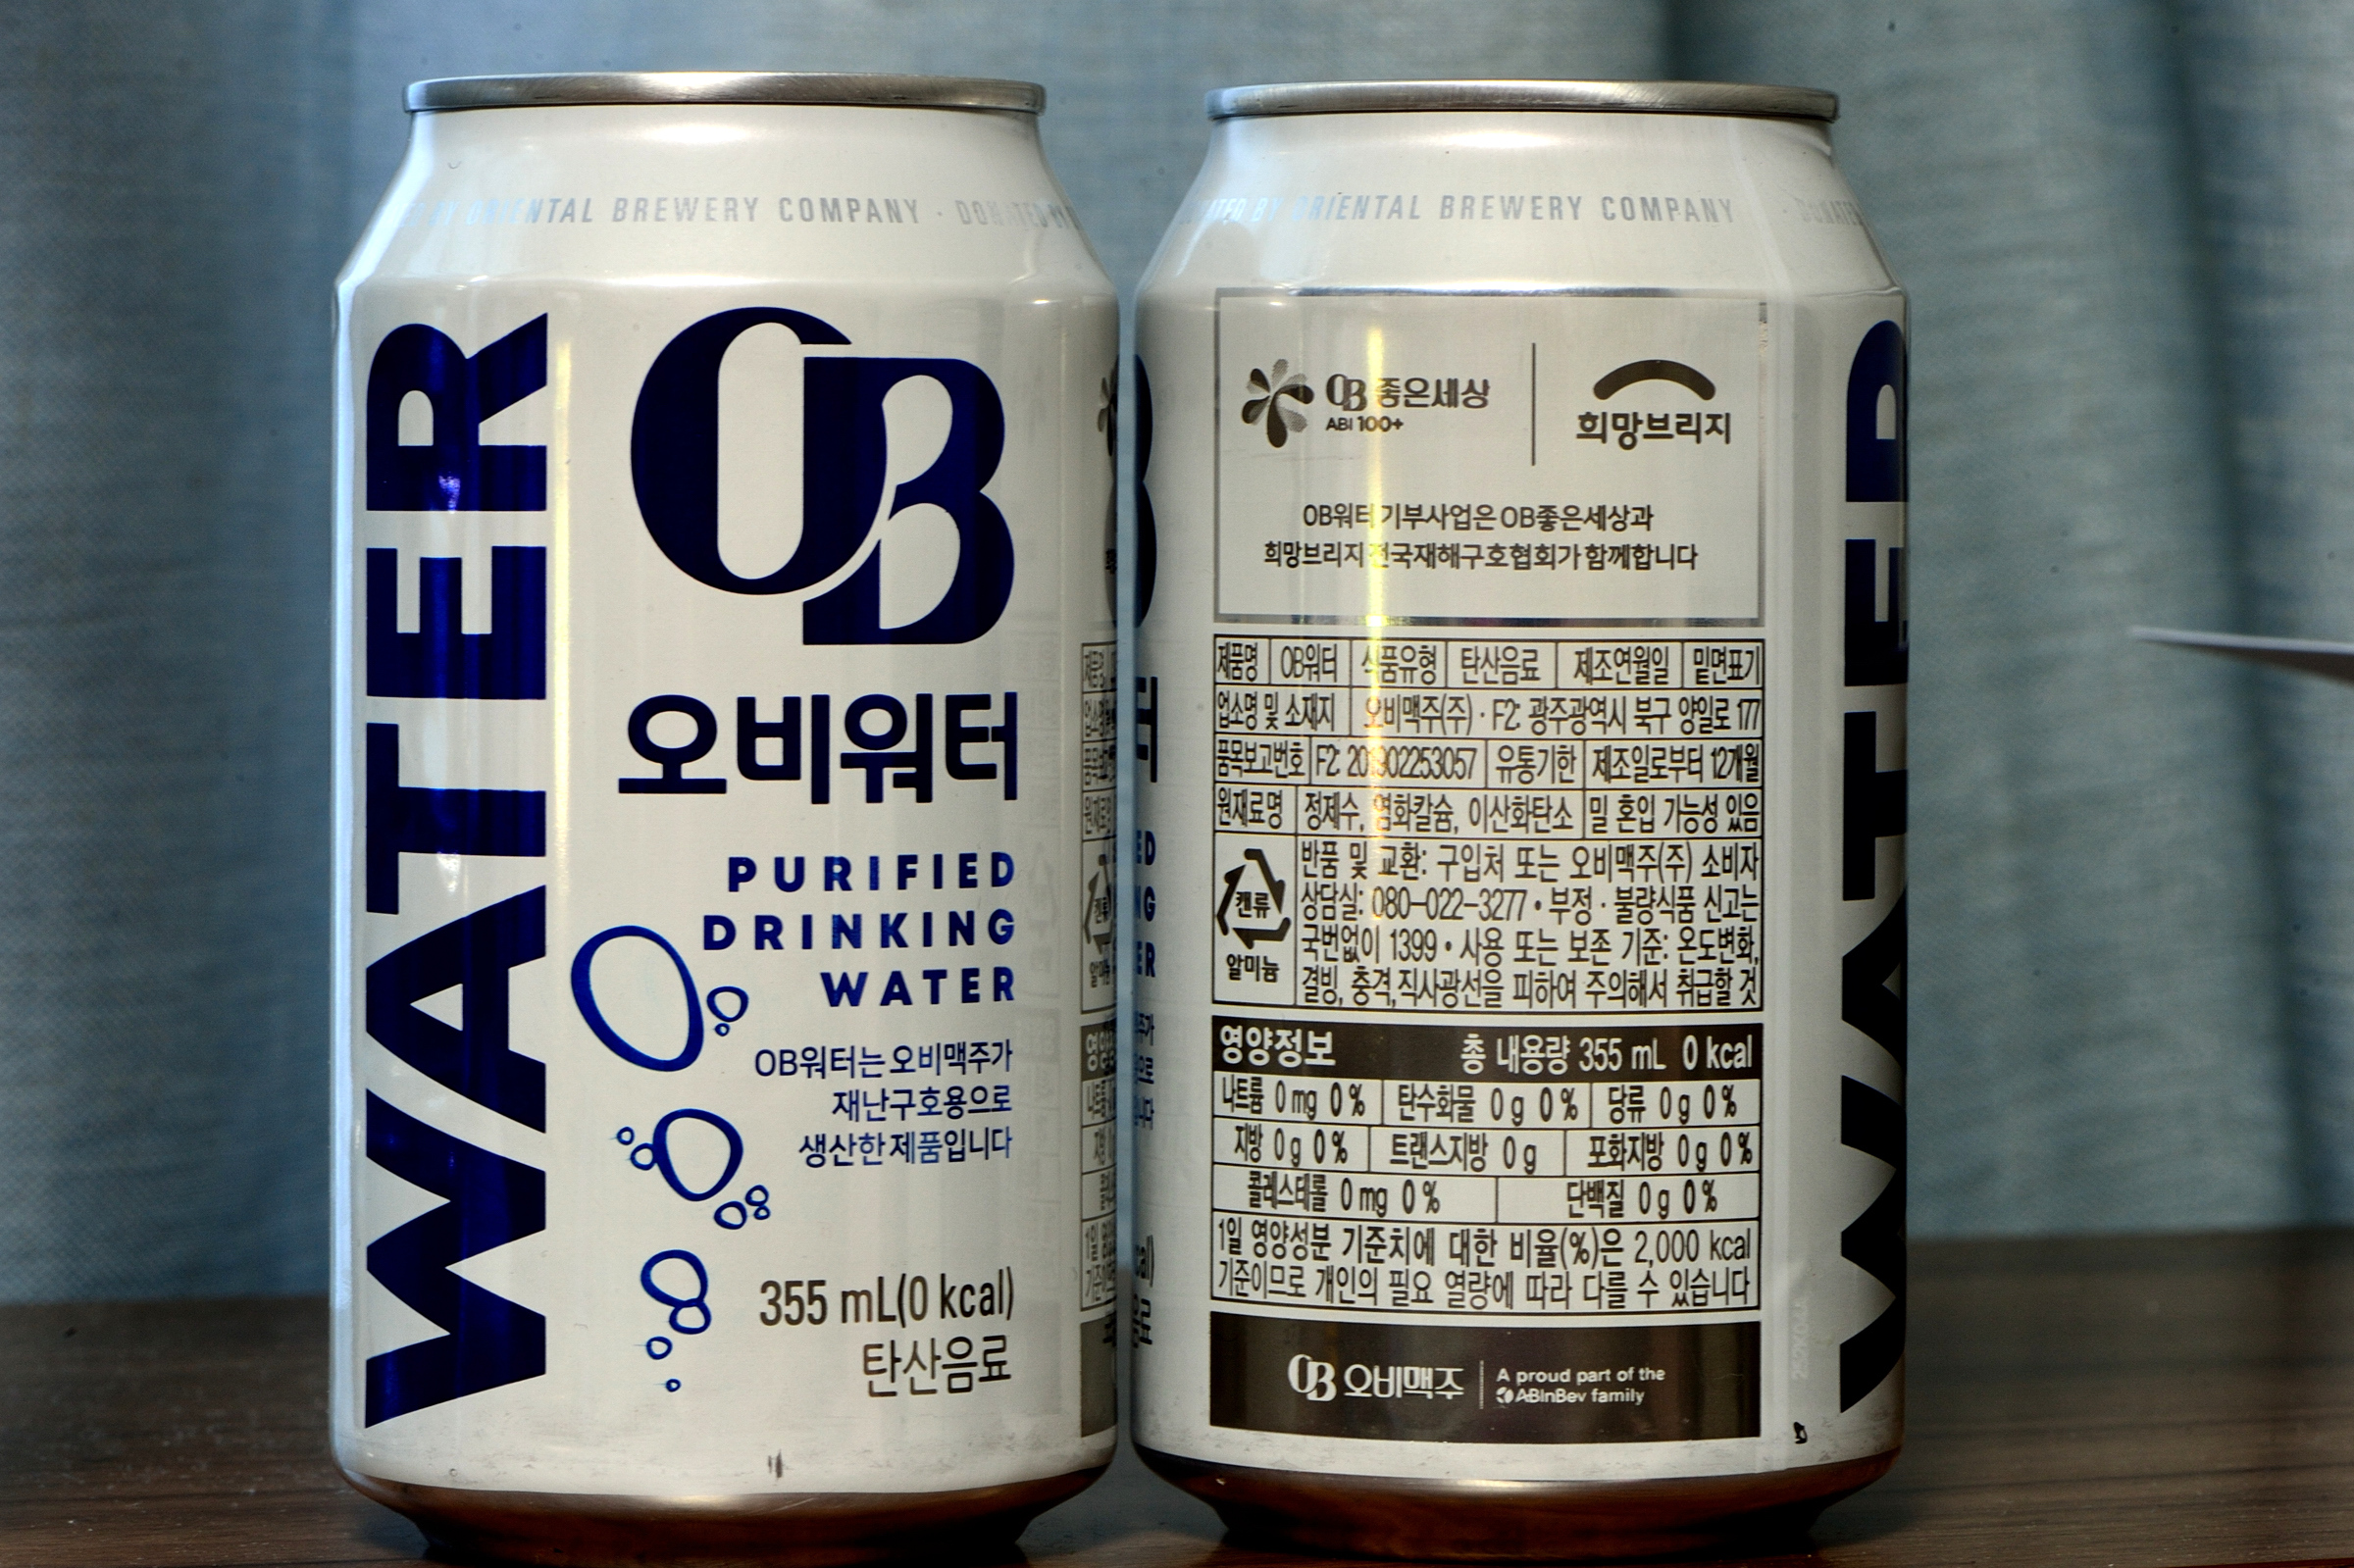 BY ORIENTAL BREWERY COMPANY · DONATED BY
WATER
OB
오비워터
PURIFIED
DRINKING
WATER
OB워터는 오비맥주가
재난구호용으로
생산한 제품입니다
355 mL(0 kcal)
탄산음료
DONATED BY ORIENTAL BREWERY COMPANY · DONATED
OB 좋은세상
ABI 100+
희망브리지
OB워터 기부사업은 OB좋은세상과
희망브리지 전국재해구호협회가 함께합니다
제품명 OB워터 식품유형 탄산음료 제조연월일 밑면표기
업소명 및 소재지 오비맥주(주) · F2: 광주광역시 북구 양일로 177
품목보고번호 F2: 201902253057 유통기한 제조일로부터 12개월
원재료명 정제수, 염화칼슘, 이산화탄소 밀 혼입 가능성 있음
캔류
알미늄
반품 및 교환: 구입처 또는 오비맥주(주) 소비자
상담실: 080-022-3277 • 부정 · 불량식품 신고는
국번없이 1399 • 사용 또는 보존 기준: 온도변화,
결빙, 충격, 직사광선을 피하여 주의해서 취급할 것
영양정보 총 내용량 355 mL 0 kcal
나트륨 0 mg 0 % 탄수화물 0 g 0 % 당류 0 g 0 %
지방 0 g 0 % 트랜스지방 0 g 포화지방 0 g 0 %
콜레스테롤 0 mg 0 % 단백질 0 g 0 %
1일 영양성분 기준치에 대한 비율(%)은 2,000 kcal
기준이므로 개인의 필요 열량에 따라 다를 수 있습니다
OB 오비맥주
A proud part of the
ABInBev family
WATER